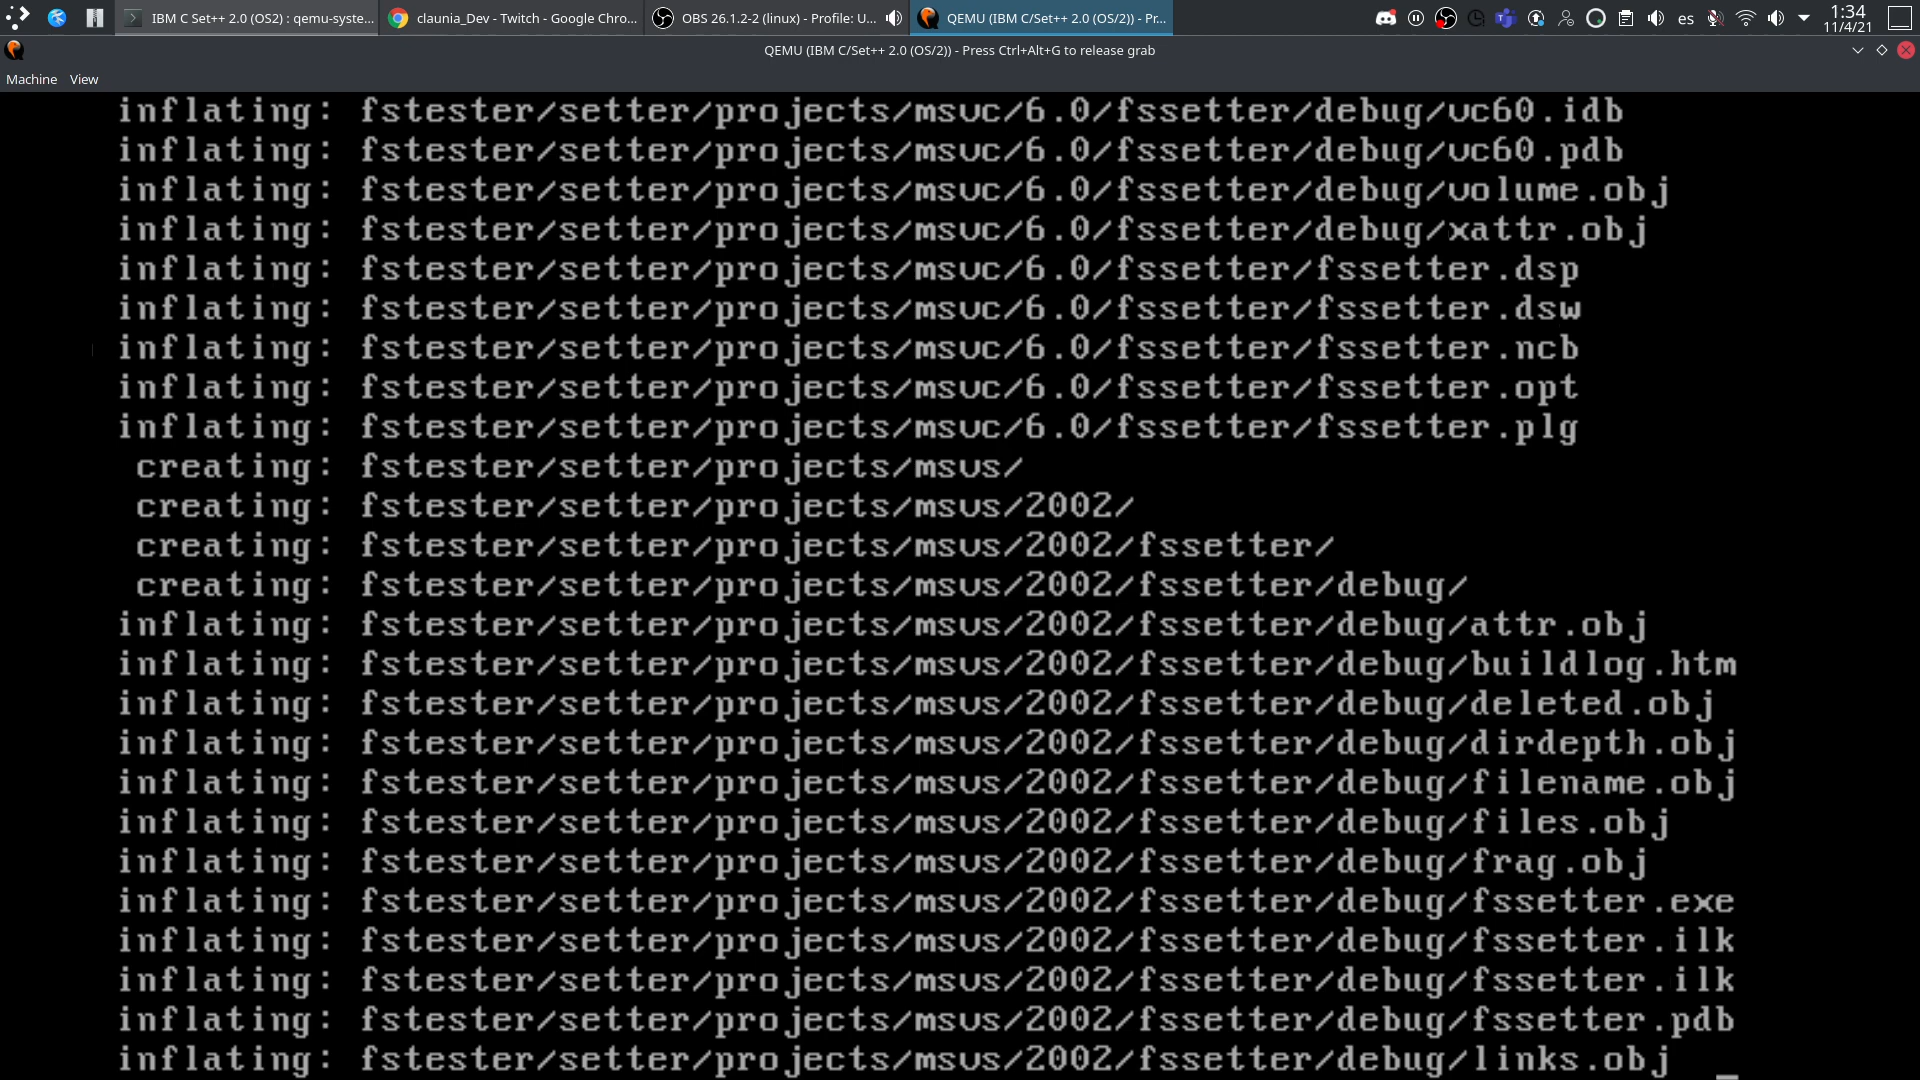 IBM C Set++ 2.0 (OS2) : qemu-syste...
claunia_Dev - Twitch - Google Chro...
OBS 26.1.2-2 (linux) - Profile: U...
QEMU (IBM C/Set++ 2.0 (OS/2)) - Pr...
es
1:34
11/4/21
QEMU (IBM C/Set++ 2.0 (OS/2)) - Press Ctrl+Alt+G to release grab
Machine View
inflating: fstester/setter/projects/msvc/6.0/fssetter/debug/vc60.idb
inflating: fstester/setter/projects/msvc/6.0/fssetter/debug/vc60.pdb
inflating: fstester/setter/projects/msvc/6.0/fssetter/debug/volume.obj
inflating: fstester/setter/projects/msvc/6.0/fssetter/debug/xattr.obj
inflating: fstester/setter/projects/msvc/6.0/fssetter/fssetter.dsp
inflating: fstester/setter/projects/msvc/6.0/fssetter/fssetter.dsw
inflating: fstester/setter/projects/msvc/6.0/fssetter/fssetter.ncb
inflating: fstester/setter/projects/msvc/6.0/fssetter/fssetter.opt
inflating: fstester/setter/projects/msvc/6.0/fssetter/fssetter.plg
creating: fstester/setter/projects/msvs/
creating: fstester/setter/projects/msvs/2002/
creating: fstester/setter/projects/msvs/2002/fssetter/
creating: fstester/setter/projects/msvs/2002/fssetter/debug/
inflating: fstester/setter/projects/msvs/2002/fssetter/debug/attr.obj
inflating: fstester/setter/projects/msvs/2002/fssetter/debug/buildlog.htm
inflating: fstester/setter/projects/msvs/2002/fssetter/debug/deleted.obj
inflating: fstester/setter/projects/msvs/2002/fssetter/debug/dirdepth.obj
inflating: fstester/setter/projects/msvs/2002/fssetter/debug/filename.obj
inflating: fstester/setter/projects/msvs/2002/fssetter/debug/files.obj
inflating: fstester/setter/projects/msvs/2002/fssetter/debug/frag.obj
inflating: fstester/setter/projects/msvs/2002/fssetter/debug/fssetter.exe
inflating: fstester/setter/projects/msvs/2002/fssetter/debug/fssetter.ilk
inflating: fstester/setter/projects/msvs/2002/fssetter/debug/fssetter.ilk
inflating: fstester/setter/projects/msvs/2002/fssetter/debug/fssetter.pdb
inflating: fstester/setter/projects/msvs/2002/fssetter/debug/links.obj